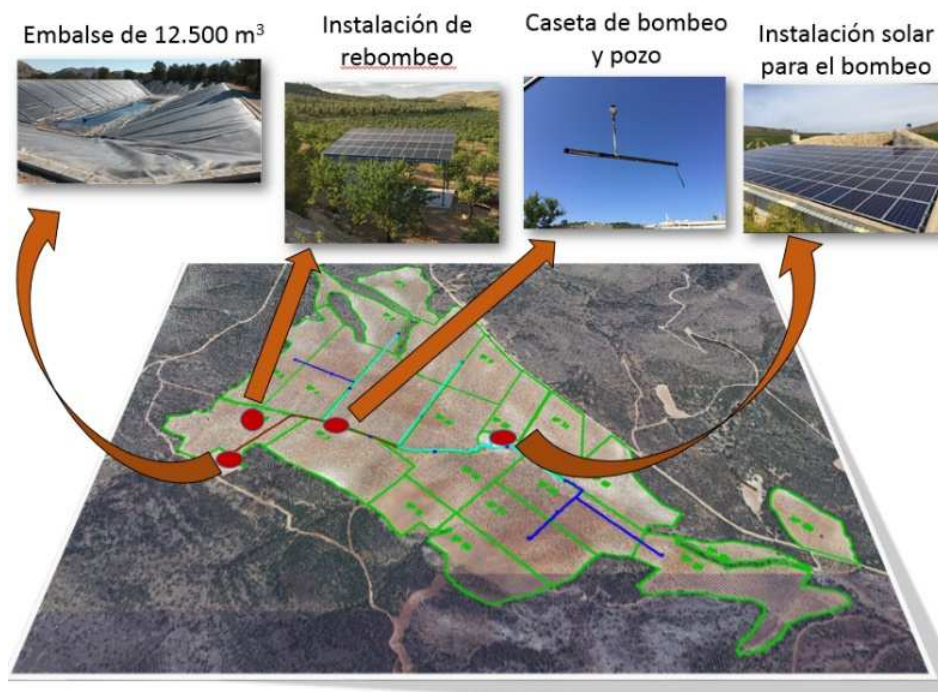 Embalse de 12.500 m³
Instalación de
rebombeo
Caseta de bombeo
y pozo
Instalación solar
para el bombeo